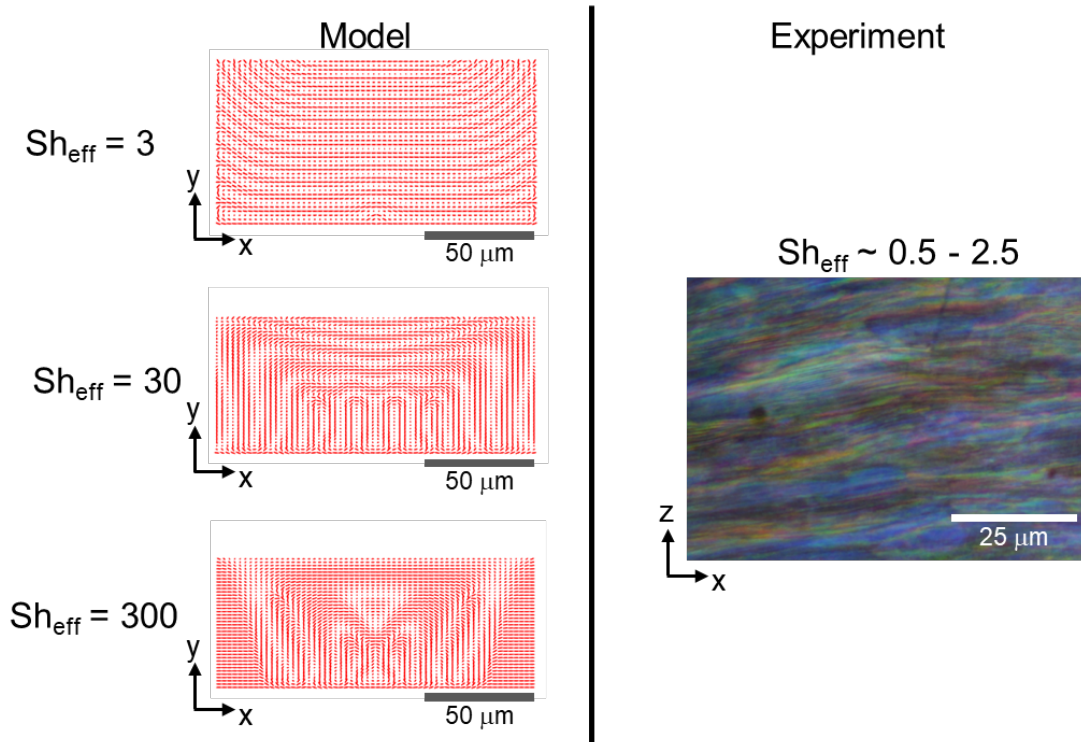 Model
Sh_eff = 3
y
x
50 μm
Sh_eff = 30
y
x
50 μm
Sh_eff = 300
y
x
50 μm
Experiment
Sh_eff ~ 0.5 - 2.5
z
x
25 μm